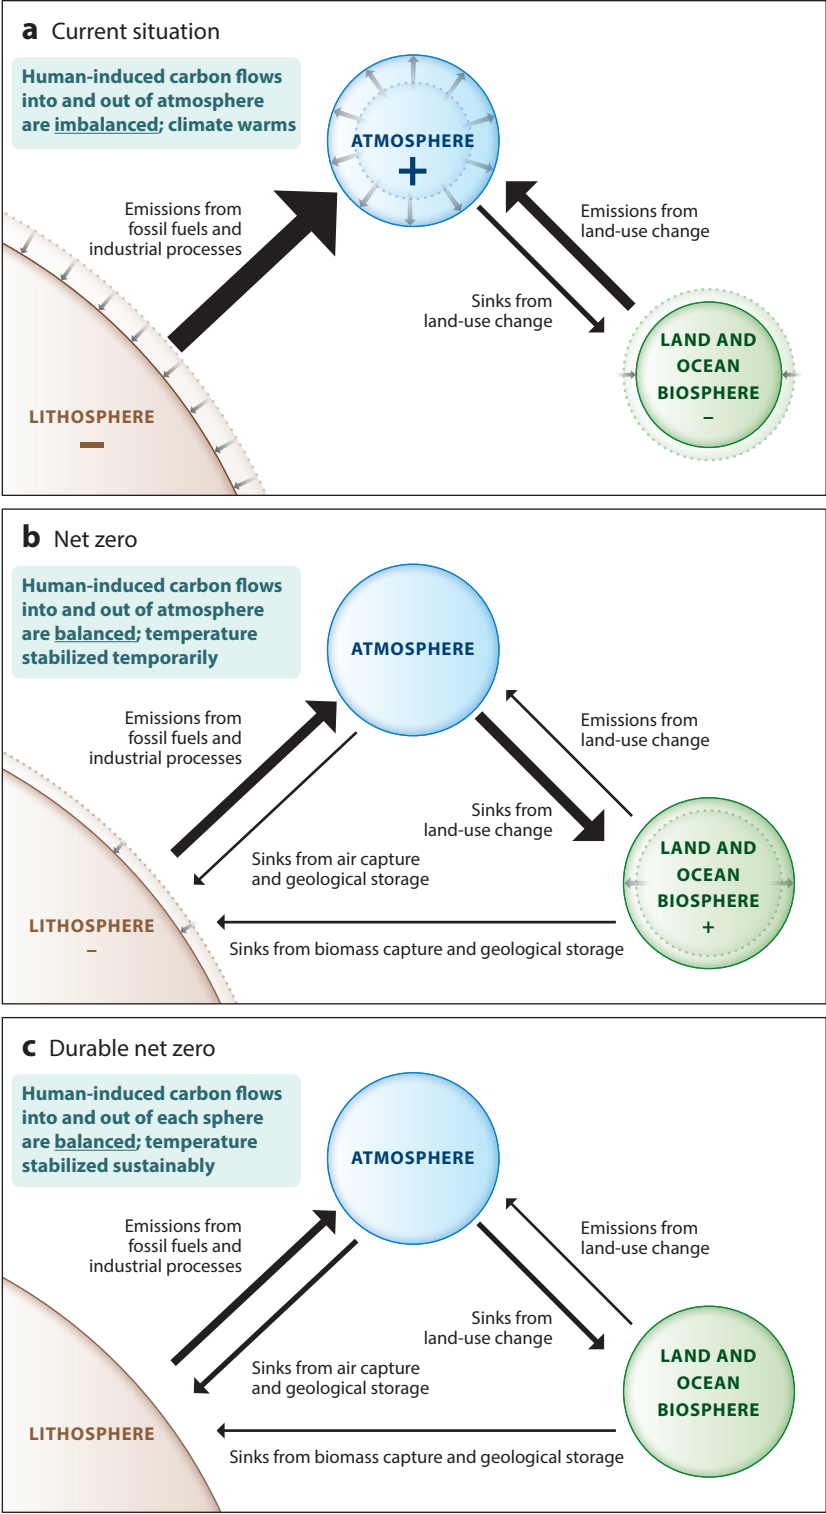 a Current situation
Human-induced carbon flows
into and out of atmosphere
are imbalanced; climate warms
ATMOSPHERE
+
Emissions from
fossil fuels and
industrial processes
Emissions from
land-use change
Sinks from
land-use change
LAND AND
OCEAN
BIOSPHERE
–
LITHOSPHERE
–
b Net zero
Human-induced carbon flows
into and out of atmosphere
are balanced; temperature
stabilized temporarily
ATMOSPHERE
Emissions from
fossil fuels and
industrial processes
Emissions from
land-use change
Sinks from
land-use change
Sinks from air capture
and geological storage
LAND AND
OCEAN
BIOSPHERE
+
LITHOSPHERE
–
Sinks from biomass capture and geological storage
c Durable net zero
Human-induced carbon flows
into and out of each sphere
are balanced; temperature
stabilized sustainably
ATMOSPHERE
Emissions from
fossil fuels and
industrial processes
Emissions from
land-use change
Sinks from
land-use change
Sinks from air capture
and geological storage
LAND AND
OCEAN
BIOSPHERE
LITHOSPHERE
Sinks from biomass capture and geological storage